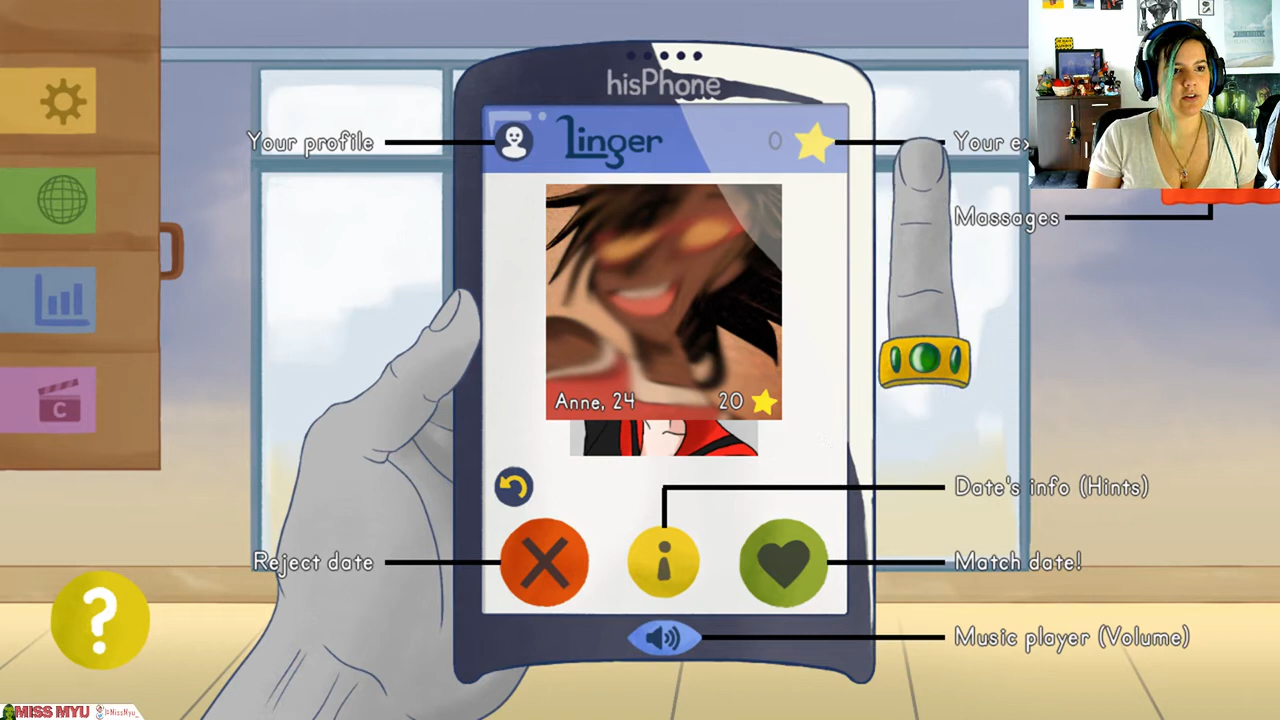 hisPhone
Your profile
Linger
0
Your ex
Massages
Anne, 24
20
Date's info (Hints)
Reject date
Match date!
?
Music player (Volume)
C
MISS MYU